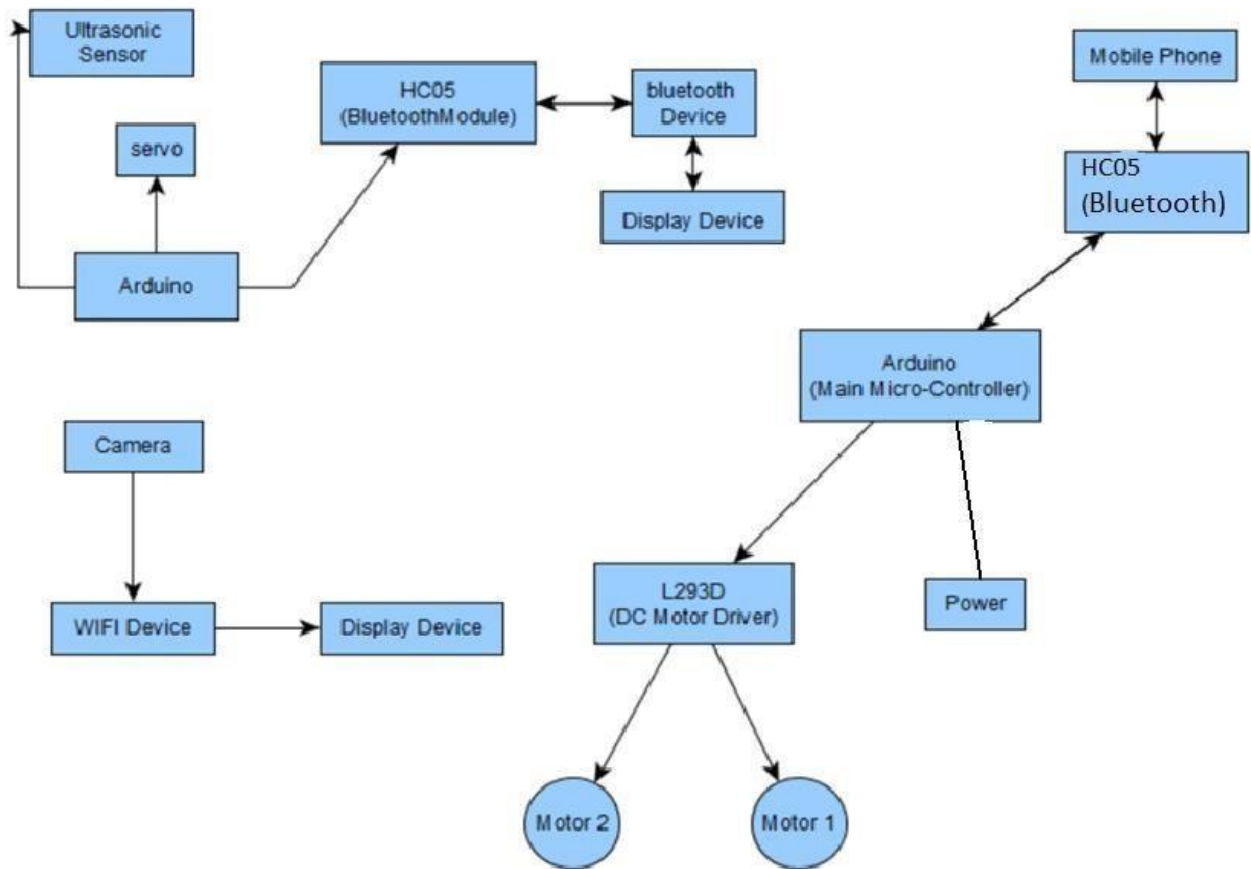 Ultrasonic
Sensor
servo
Arduino
HC05
(BluetoothModule)
bluetooth
Device
Display Device
Mobile Phone
HC05
(Bluetooth)
Arduino
(Main Micro-Controller)
Camera
WIFI Device
Display Device
L293D
(DC Motor Driver)
Power
Motor 2
Motor 1